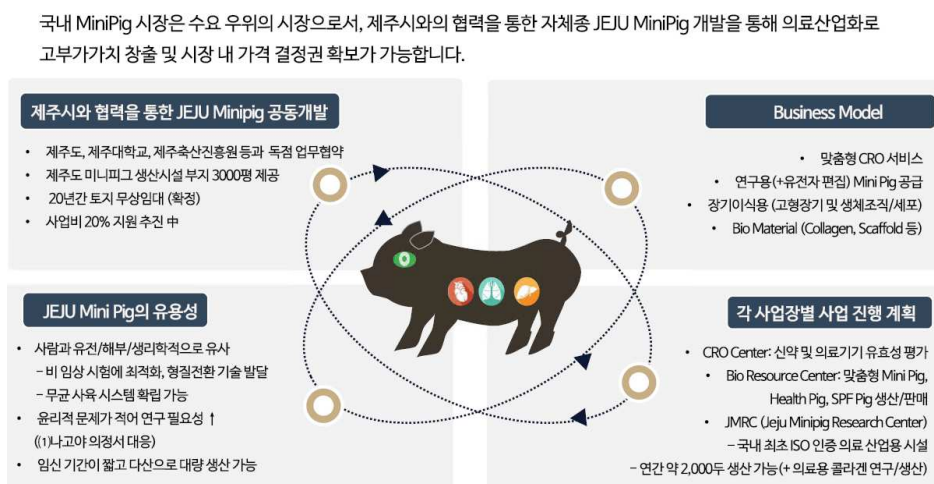 국내 MiniPig 시장은 수요 우위의 시장으로서, 제주시와의 협력을 통한 자체종 JEJU MiniPig 개발을 통해 의료산업화로
고부가가치 창출 및 시장 내 가격 결정권 확보가 가능합니다.
제주시와 협력을 통한 JEJU Minipig 공동개발
• 제주도, 제주대학교, 제주축산진흥원 등과 독점 업무협약
• 제주도 미니피그 생산시설 부지 3000평 제공
• 20년간 토지 무상임대 (확정)
• 사업비 20% 지원 추진 中
Business Model
• 맞춤형 CRO 서비스
• 연구용(+유전자 편집) Mini Pig 공급
• 장기이식용 (고형장기 및 생체조직/세포)
• Bio Material (Collagen, Scaffold 등)
JEJU Mini Pig의 유용성
• 사람과 유전/해부/생리학적으로 유사
– 비 임상 시험에 최적화, 형질전환 기술 발달
– 무균 사육 시스템 확립 가능
• 윤리적 문제가 적어 연구 필요성 ↑
((1)나고야 의정서 대응)
• 임신 기간이 짧고 다산으로 대량 생산 가능
각 사업장별 사업 진행 계획
• CRO Center: 신약 및 의료기기 유효성 평가
• Bio Resource Center: 맞춤형 Mini Pig,
Health Pig, SPF Pig 생산/판매
• JMRC (Jeju Minipig Research Center)
– 국내 최초 ISO 인증 의료 산업용 시설
– 연간 약 2,000두 생산 가능(+ 의료용 콜라겐 연구/생산)